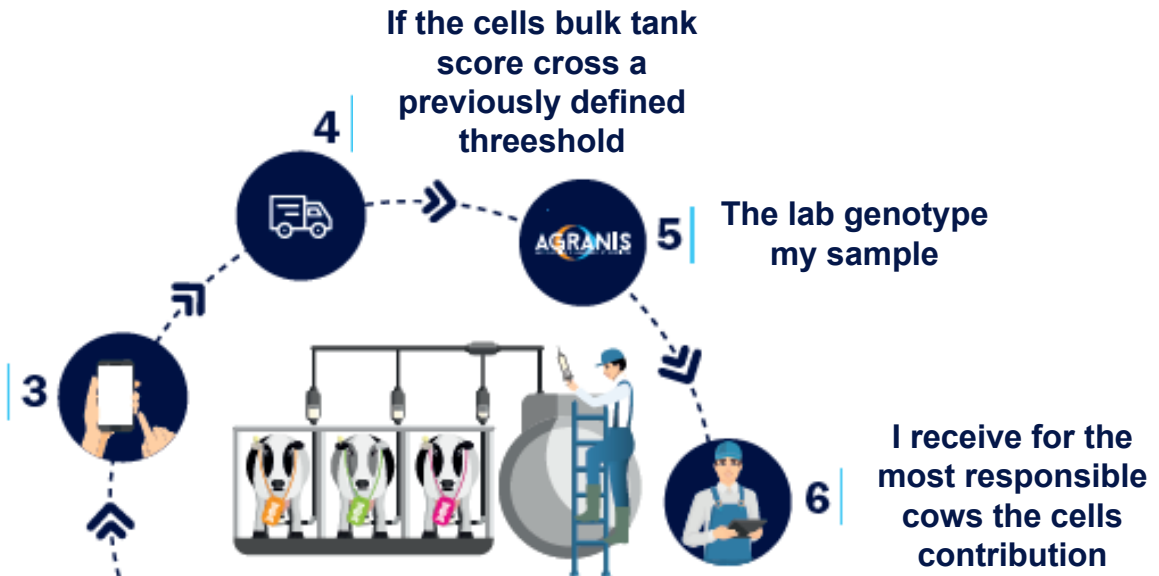 If the cells bulk tank
score cross a
previously defined
threeshold
4
AGRANIS
5
The lab genotype
my sample
3
6
I receive for the
most responsible
cows the cells
contribution